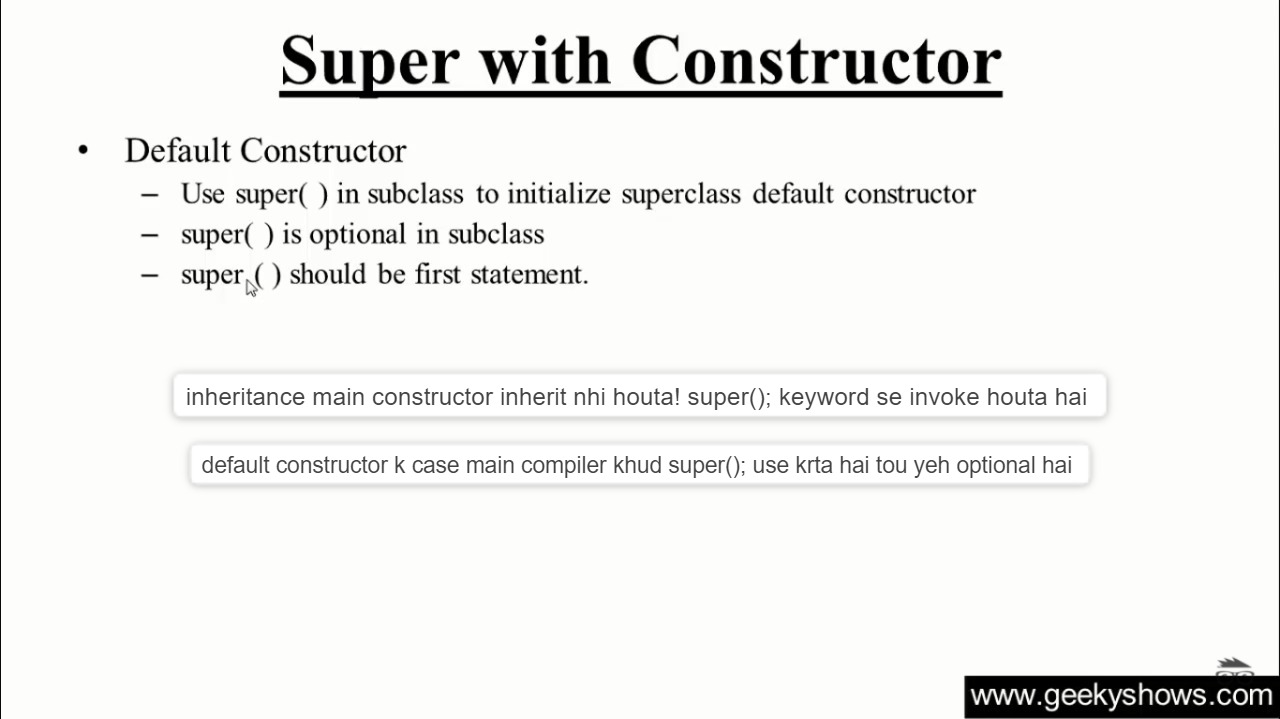 Super with Constructor
• Default Constructor
– Use super( ) in subclass to initialize superclass default constructor
– super( ) is optional in subclass
– super ( ) should be first statement.
inheritance main constructor inherit nhi houta! super(); keyword se invoke houta hai
default constructor k case main compiler khud super(); use krta hai tou yeh optional hai
www.geekyshows.com